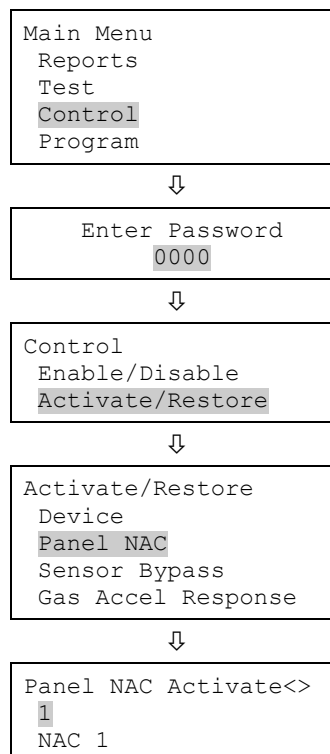 Main Menu
Reports
Test
Control
Program
⇩
Enter Password
0000
⇩
Control
Enable/Disable
Activate/Restore
⇩
Activate/Restore
Device
Panel NAC
Sensor Bypass
Gas Accel Response
⇩
Panel NAC Activate<>
1
NAC 1